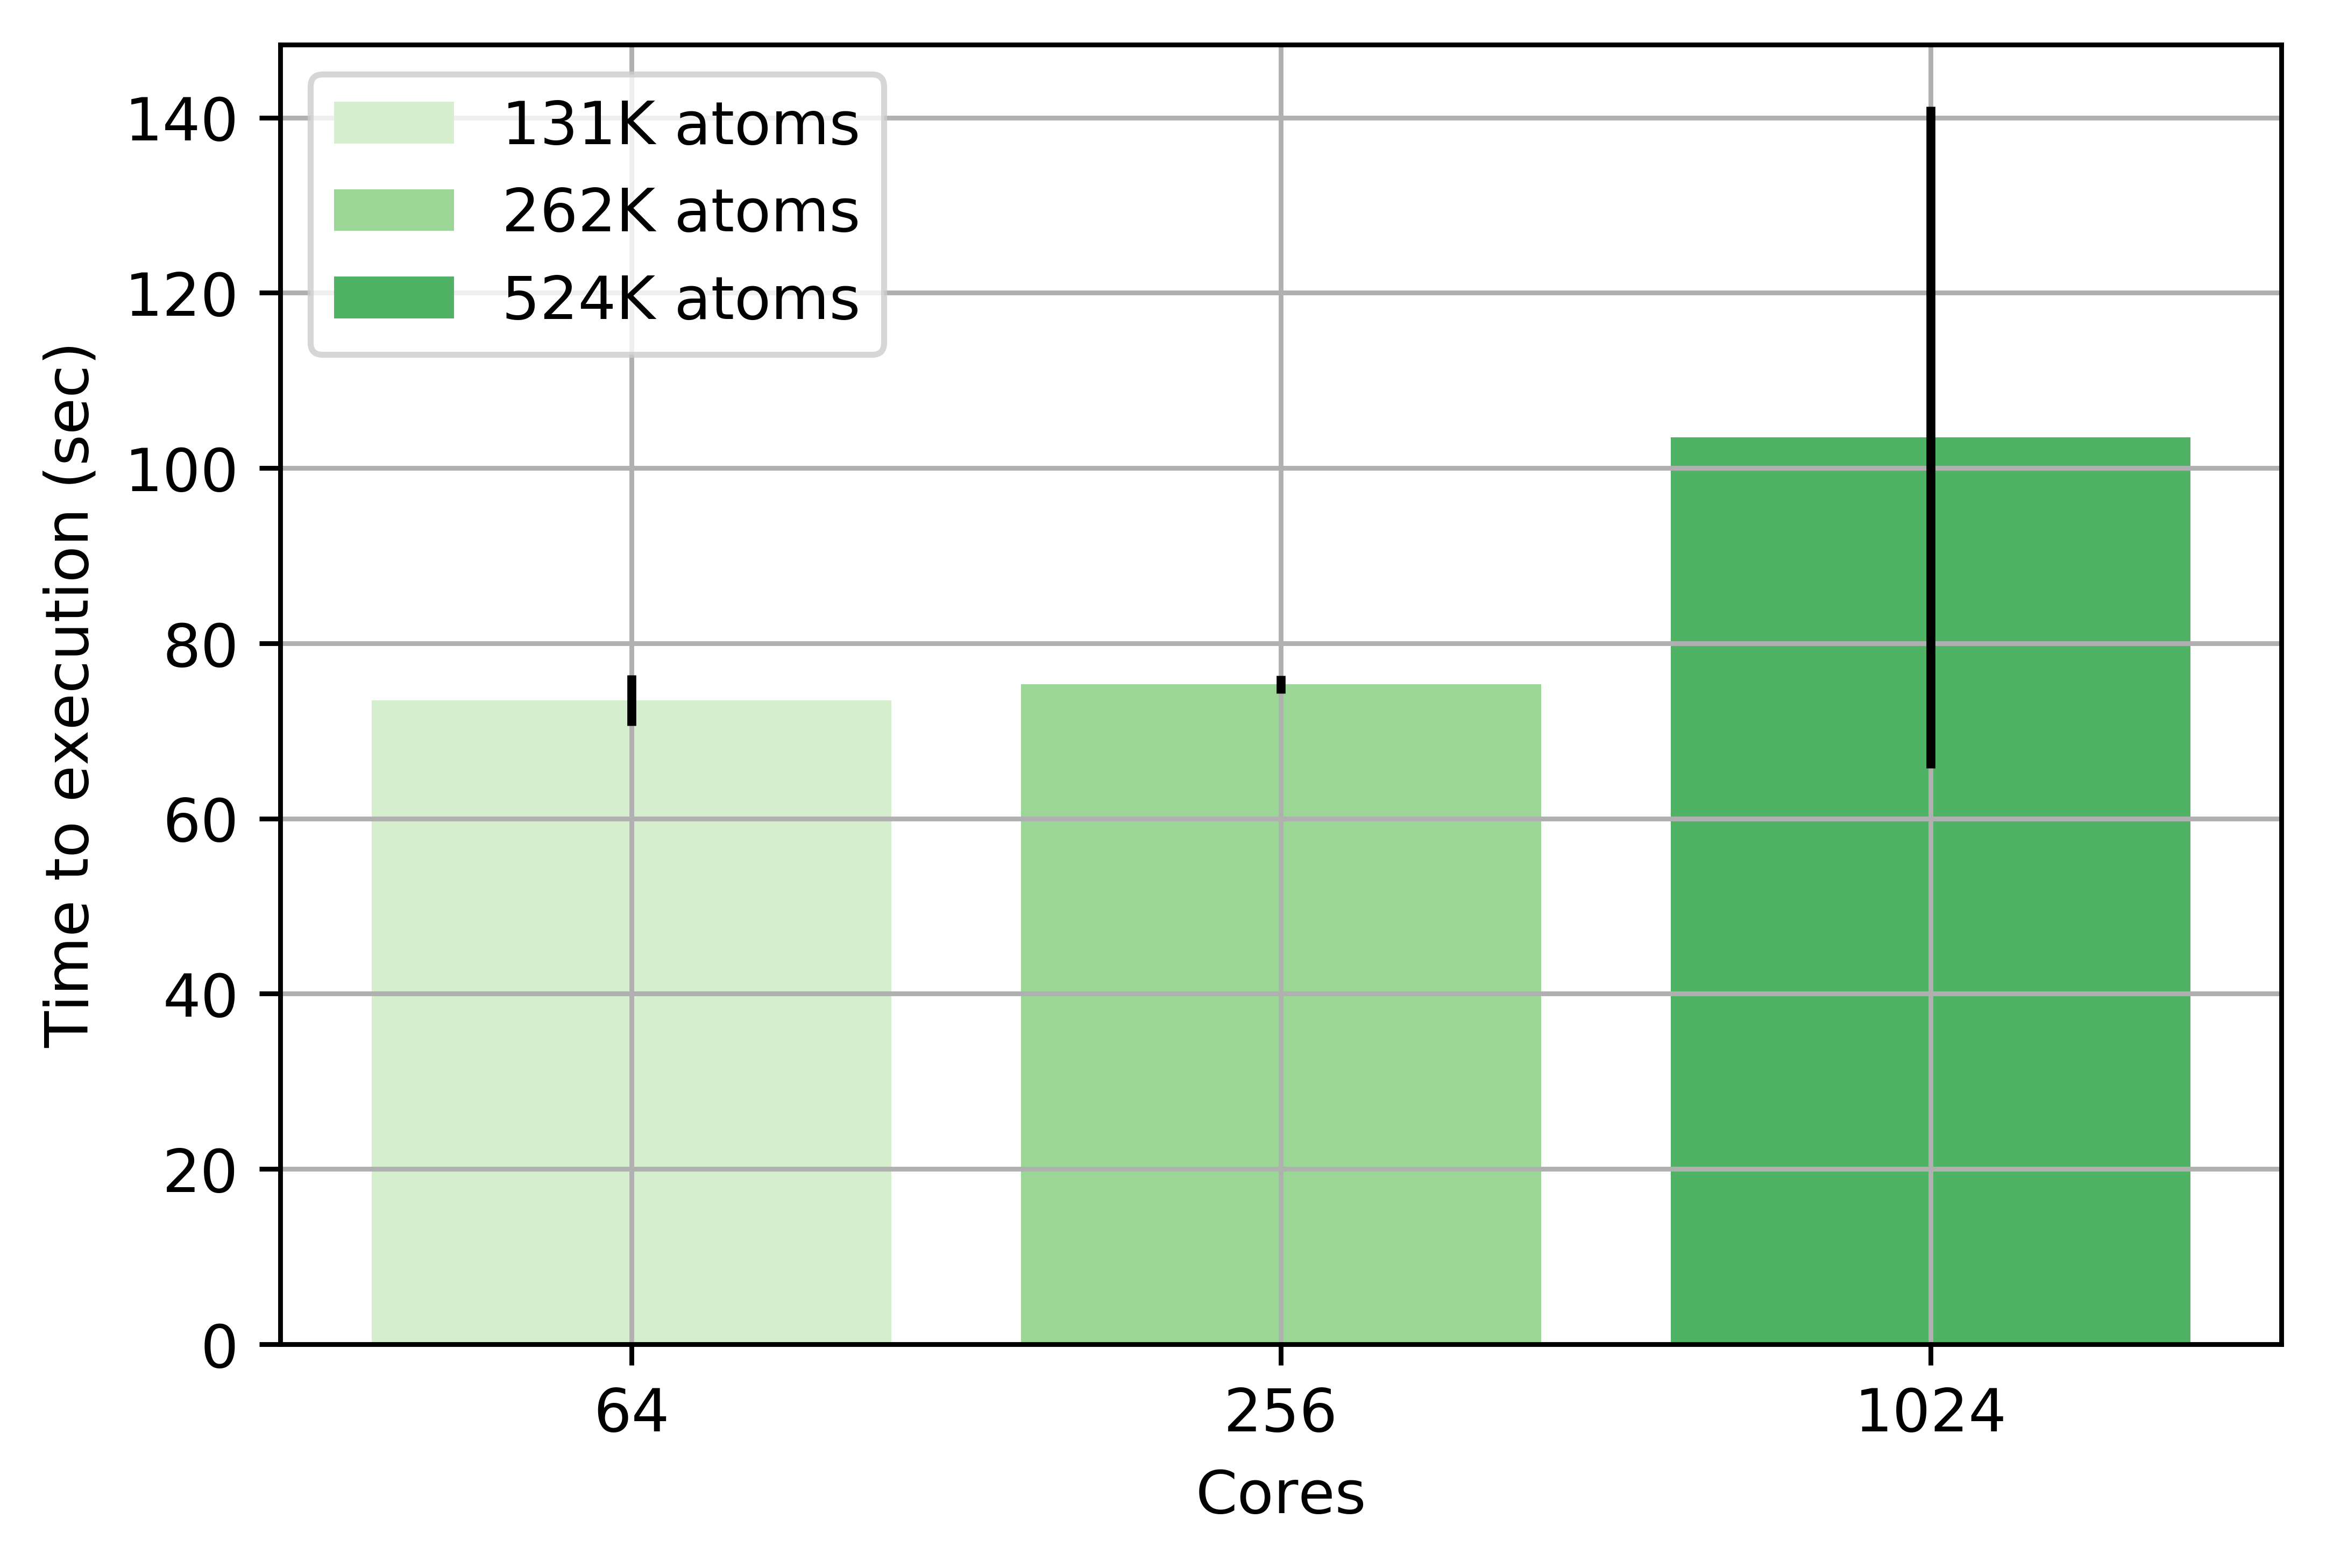 131K atoms
262K atoms
524K atoms
Time to execution (sec)
140
120
100
80
60
40
20
0
64 256 1024
Cores